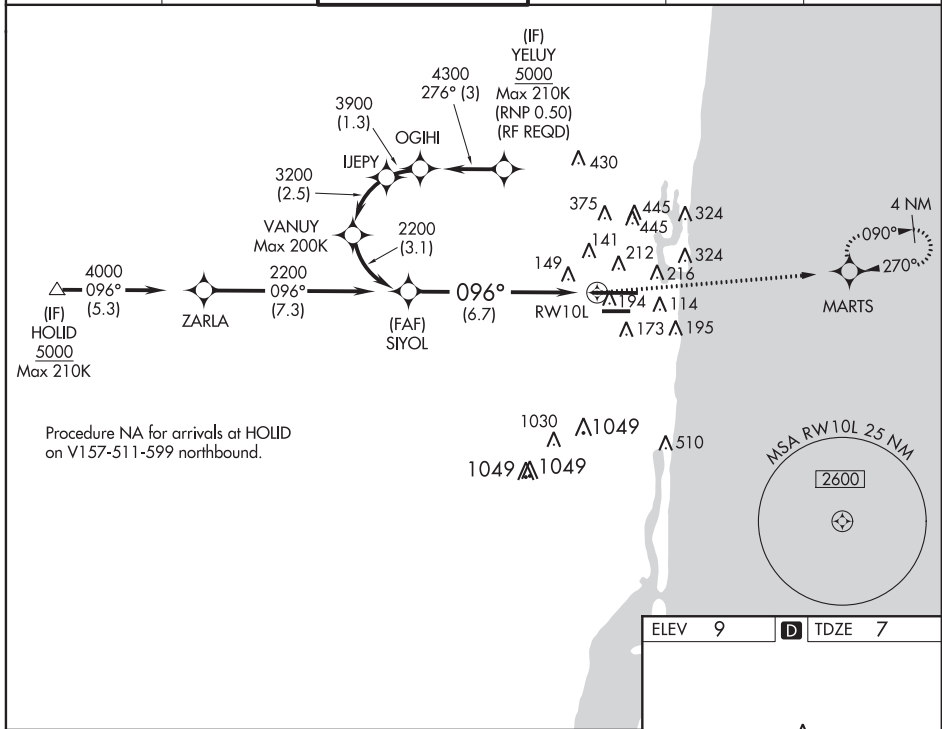 (IF)
YELUY
5000
Max 210K
(RNP 0.50)
(RF REQD)
4300
276° (3)
3900
(1.3)
OGIHI
IJEPY
3200
(2.5)
VANUY
Max 200K
2200
(3.1)
430
375
445
445
324
141
212
324
149
216
194
114
173
195
4 NM
090°
270°
MARTS
4000
096°
(5.3)
(IF)
HOLID
5000
Max 210K
ZARLA
2200
096°
(7.3)
(FAF)
SIYOL
096°
(6.7)
RW10L
Procedure NA for arrivals at HOLID
on V157-511-599 northbound.
1030
1049
1049
1049
510
MSA RW10L 25 NM
2600
ELEV 9 D TDZE 7